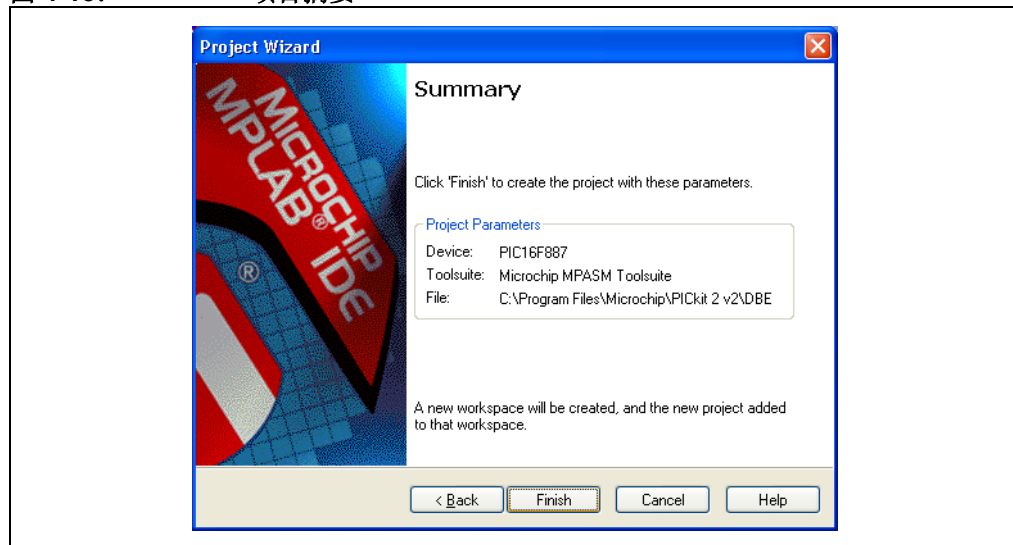 Project Wizard
MICROCHIP
MPLAB® IDE
®
Summary
Click 'Finish' to create the project with these parameters.
Project Parameters
Device: PIC16F887
Toolsuite: Microchip MPASM Toolsuite
File: C:\Program Files\Microchip\PICkit 2 v2\DBE
A new workspace will be created, and the new project added
to that workspace.
< Back Finish Cancel Help